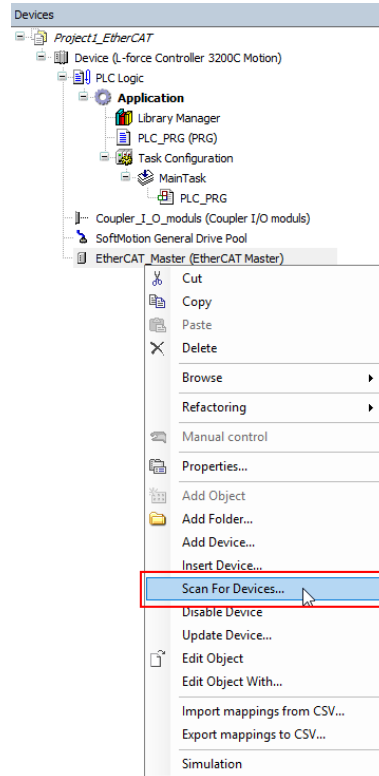 Devices
Project1_EtherCAT
Device (L-force Controller 3200C Motion)
PLC Logic
Application
Library Manager
PLC_PRG (PRG)
Task Configuration
MainTask
PLC_PRG
Coupler_I_O_moduls (Coupler I/O moduls)
SoftMotion General Drive Pool
EtherCAT_Master (EtherCAT Master)
Cut
Copy
Paste
Delete
Browse
Refactoring
Manual control
Properties...
Add Object
Add Folder...
Add Device...
Insert Device...
Scan For Devices...
Disable Device
Update Device...
Edit Object
Edit Object With...
Import mappings from CSV...
Export mappings to CSV...
Simulation